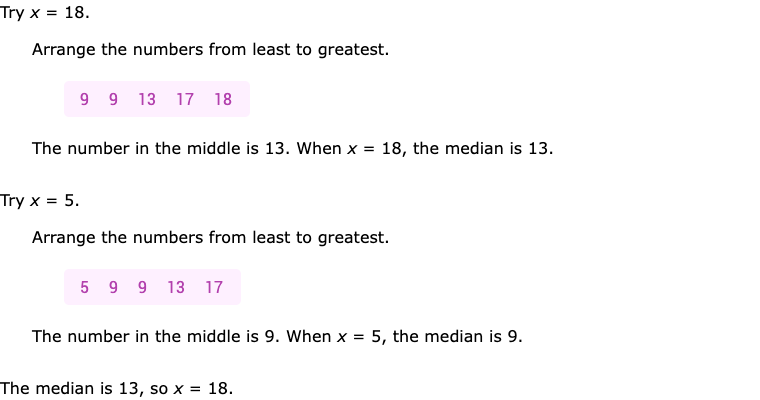 Try x = 18.
Arrange the numbers from least to greatest.
9 9 13 17 18
The number in the middle is 13. When x = 18, the median is 13.
Try x = 5.
Arrange the numbers from least to greatest.
5 9 9 13 17
The number in the middle is 9. When x = 5, the median is 9.
The median is 13, so x = 18.